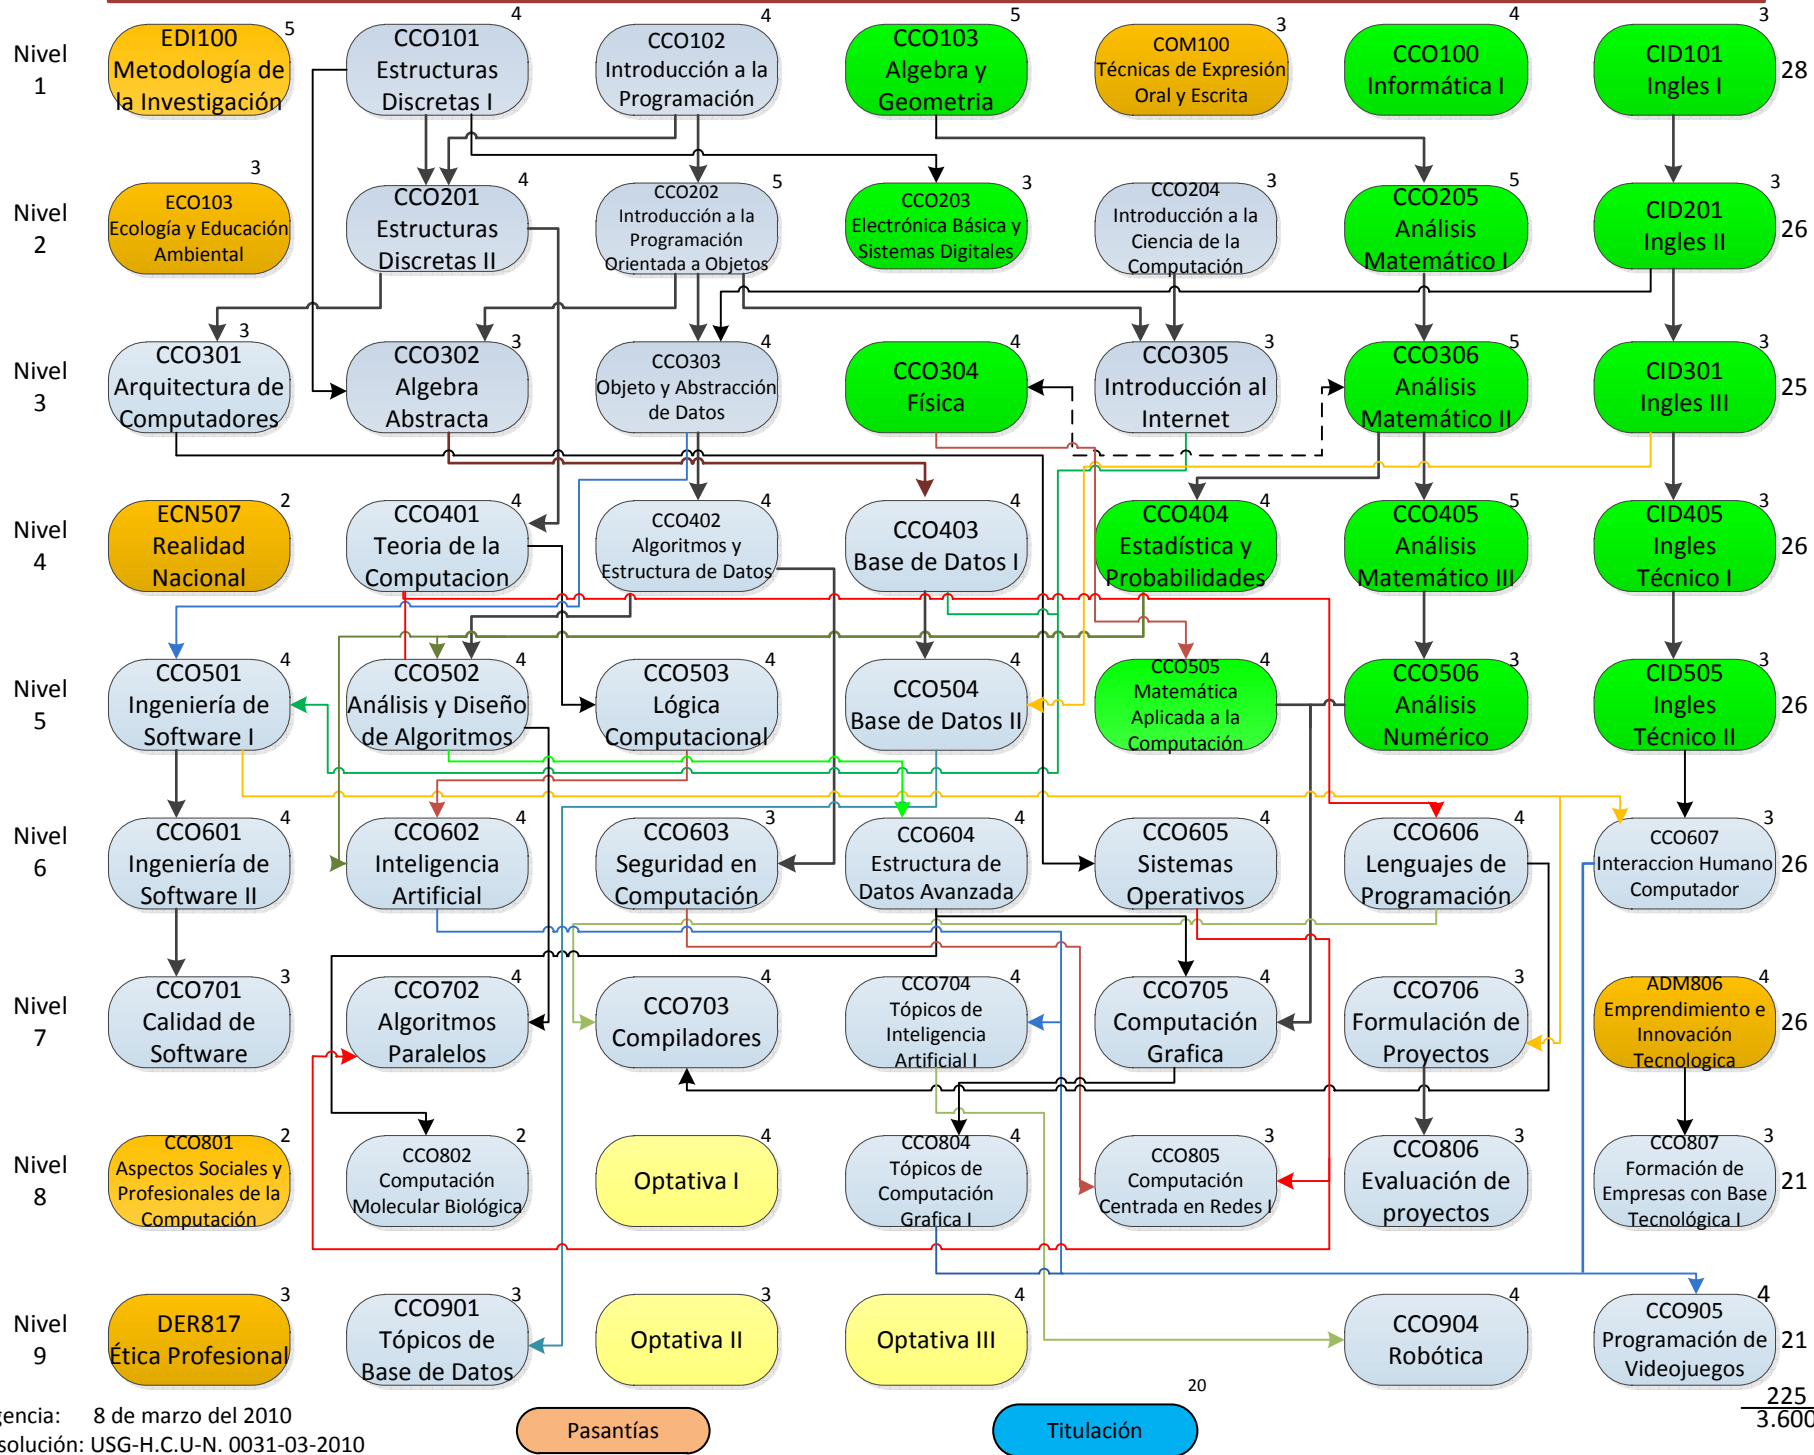 Nivel
1
5
EDI100
Metodología de
la Investigación
4
CCO101
Estructuras
Discretas I
4
CCO102
Introducción a la
Programación
5
CCO103
Algebra y
Geometria
3
COM100
Técnicas de Expresión
Oral y Escrita
4
CCO100
Informática I
3
CID101
Ingles I
28
Nivel
2
3
ECO103
Ecología y Educación
Ambiental
4
CCO201
Estructuras
Discretas II
5
CCO202
Introducción a la
Programación
Orientada a Objetos
3
CCO203
Electrónica Básica y
Sistemas Digitales
3
CCO204
Introducción a la
Ciencia de la
Computación
5
CCO205
Análisis
Matemático I
3
CID201
Ingles II
26
Nivel
3
3
CCO301
Arquitectura de
Computadores
3
CCO302
Algebra
Abstracta
4
CCO303
Objeto y Abstracción
de Datos
4
CCO304
Física
3
CCO305
Introducción al
Internet
5
CCO306
Análisis
Matemático II
3
CID301
Ingles III
25
Nivel
4
2
ECN507
Realidad
Nacional
4
CCO401
Teoria de la
Computacion
4
CCO402
Algoritmos y
Estructura de Datos
4
CCO403
Base de Datos I
4
CCO404
Estadística y
Probabilidades
5
CCO405
Análisis
Matemático III
3
CID405
Ingles
Técnico I
26
Nivel
5
4
CCO501
Ingeniería de
Software I
4
CCO502
Análisis y Diseño
de Algoritmos
4
CCO503
Lógica
Computacional
4
CCO504
Base de Datos II
4
CCO505
Matemática
Aplicada a la
Computación
3
CCO506
Análisis
Numérico
3
CID505
Ingles
Técnico II
26
Nivel
6
4
CCO601
Ingeniería de
Software II
4
CCO602
Inteligencia
Artificial
3
CCO603
Seguridad en
Computación
4
CCO604
Estructura de
Datos Avanzada
4
CCO605
Sistemas
Operativos
4
CCO606
Lenguajes de
Programación
3
CCO607
Interaccion Humano
Computador
26
Nivel
7
3
CCO701
Calidad de
Software
4
CCO702
Algoritmos
Paralelos
4
CCO703
Compiladores
4
CCO704
Tópicos de
Inteligencia
Artificial I
4
CCO705
Computación
Grafica
3
CCO706
Formulación de
Proyectos
4
ADM806
Emprendimiento e
Innovación
Tecnologica
26
Nivel
8
2
CCO801
Aspectos Sociales y
Profesionales de la
Computación
2
CCO802
Computación
Molecular Biológica
4
Optativa I
4
CCO804
Tópicos de
Computación
Grafica I
3
CCO805
Computación
Centrada en Redes I
3
CCO806
Evaluación de
proyectos
3
CCO807
Formación de
Empresas con Base
Tecnológica I
21
Nivel
9
3
DER817
Ética Profesional
3
CCO901
Tópicos de
Base de Datos
3
Optativa II
4
Optativa III
4
CCO904
Robótica
4
CCO905
Programación de
Videojuegos
21
20
225
3.600
gencia: 8 de marzo del 2010
solución: USG-H.C.U-N. 0031-03-2010
Pasantías
Titulación